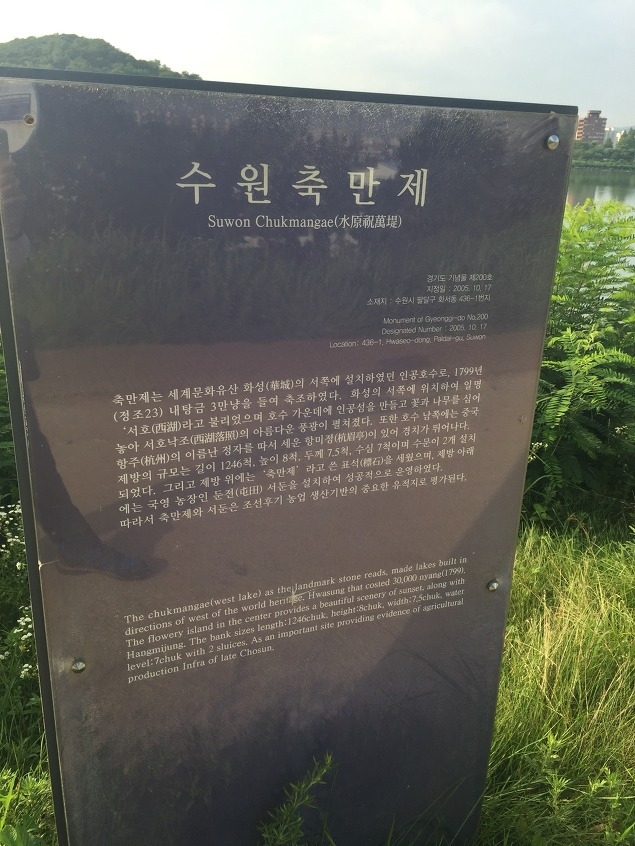 수원축만제
Suwon Chukmangae(水原祝萬堤)
경기도 기념물 제200호
지정일 : 2005. 10. 17
소재지 : 수원시 팔달구 화서동 436-1번지
Monument of Gyeonggi-do No.200
Designated Number : 2005. 10. 17
Location: 436-1, Hwaseo-dong, Paldal-gu, Suwon
축만제는 세계문화유산 화성(華城)의 서쪽에 설치하였던 인공호수로, 1799년
(정조23) 내탕금 3만냥을 들여 축조하였다. 화성의 서쪽에 위치하여 일명
‘서호(西湖)라고 불리었으며 호수 가운데에 인공섬을 만들고 꽃과 나무를 심어
놓아 서호낙조(西湖落照)의 아름다운 풍광이 펼쳐졌다. 또한 호수 남쪽에는 중국
항주(杭州)의 이름난 정자를 따서 세운 항미정(杭眉亭)이 있어 경치가 뛰어나다.
제방의 규모는 길이 1246척, 높이 8척, 두께 7.5척, 수심 7척이며 수문이 2개 설치
되었다. 그리고 제방 위에는 ‘축만제’라고 쓴 표석(標石)을 세웠으며, 제방 아래
에는 국영 농장인 둔전(屯田) 서둔을 설치하여 성공적으로 운영하였다.
따라서 축만제와 서둔은 조선후기 농업 생산기반의 중요한 유적지로 평가된다.
The chukmangae(west lake) as the landmark stone reads, made lakes built in
directions of west of the world heritage, Hwasung that costed 30,000 nyang(1799).
The flowery island in the center provides a beautiful scenery of sunset, along with
Hangmijung. The bank sizes length:1246chuk, height:8chuk, width:7.5chuk, water
level:7chuk with 2 sluices. As an important site providing evidence of agricultural
production Infra of late Chosun.